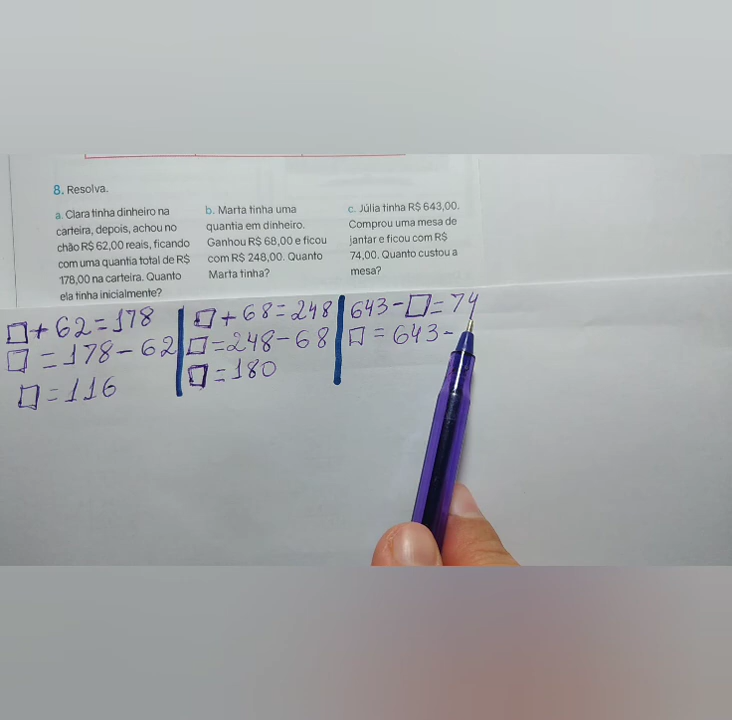 8. Resolva.
a. Clara tinha dinheiro na
carteira, depois, achou no
chão R$ 62,00 reais, ficando
com uma quantia total de R$
178,00 na carteira. Quanto
ela tinha inicialmente?
b. Marta tinha uma
quantia em dinheiro.
Ganhou R$ 68,00 e ficou
com R$ 248,00. Quanto
Marta tinha?
c. Júlia tinha R$ 643,00.
Comprou uma mesa de
jantar e ficou com R$
74,00. Quanto custou a
mesa?
□ + 62 = 178
□ = 178 - 62
□ = 116
□ + 68 = 248
□ = 248 - 68
□ = 180
643 - □ = 74
□ = 643 -